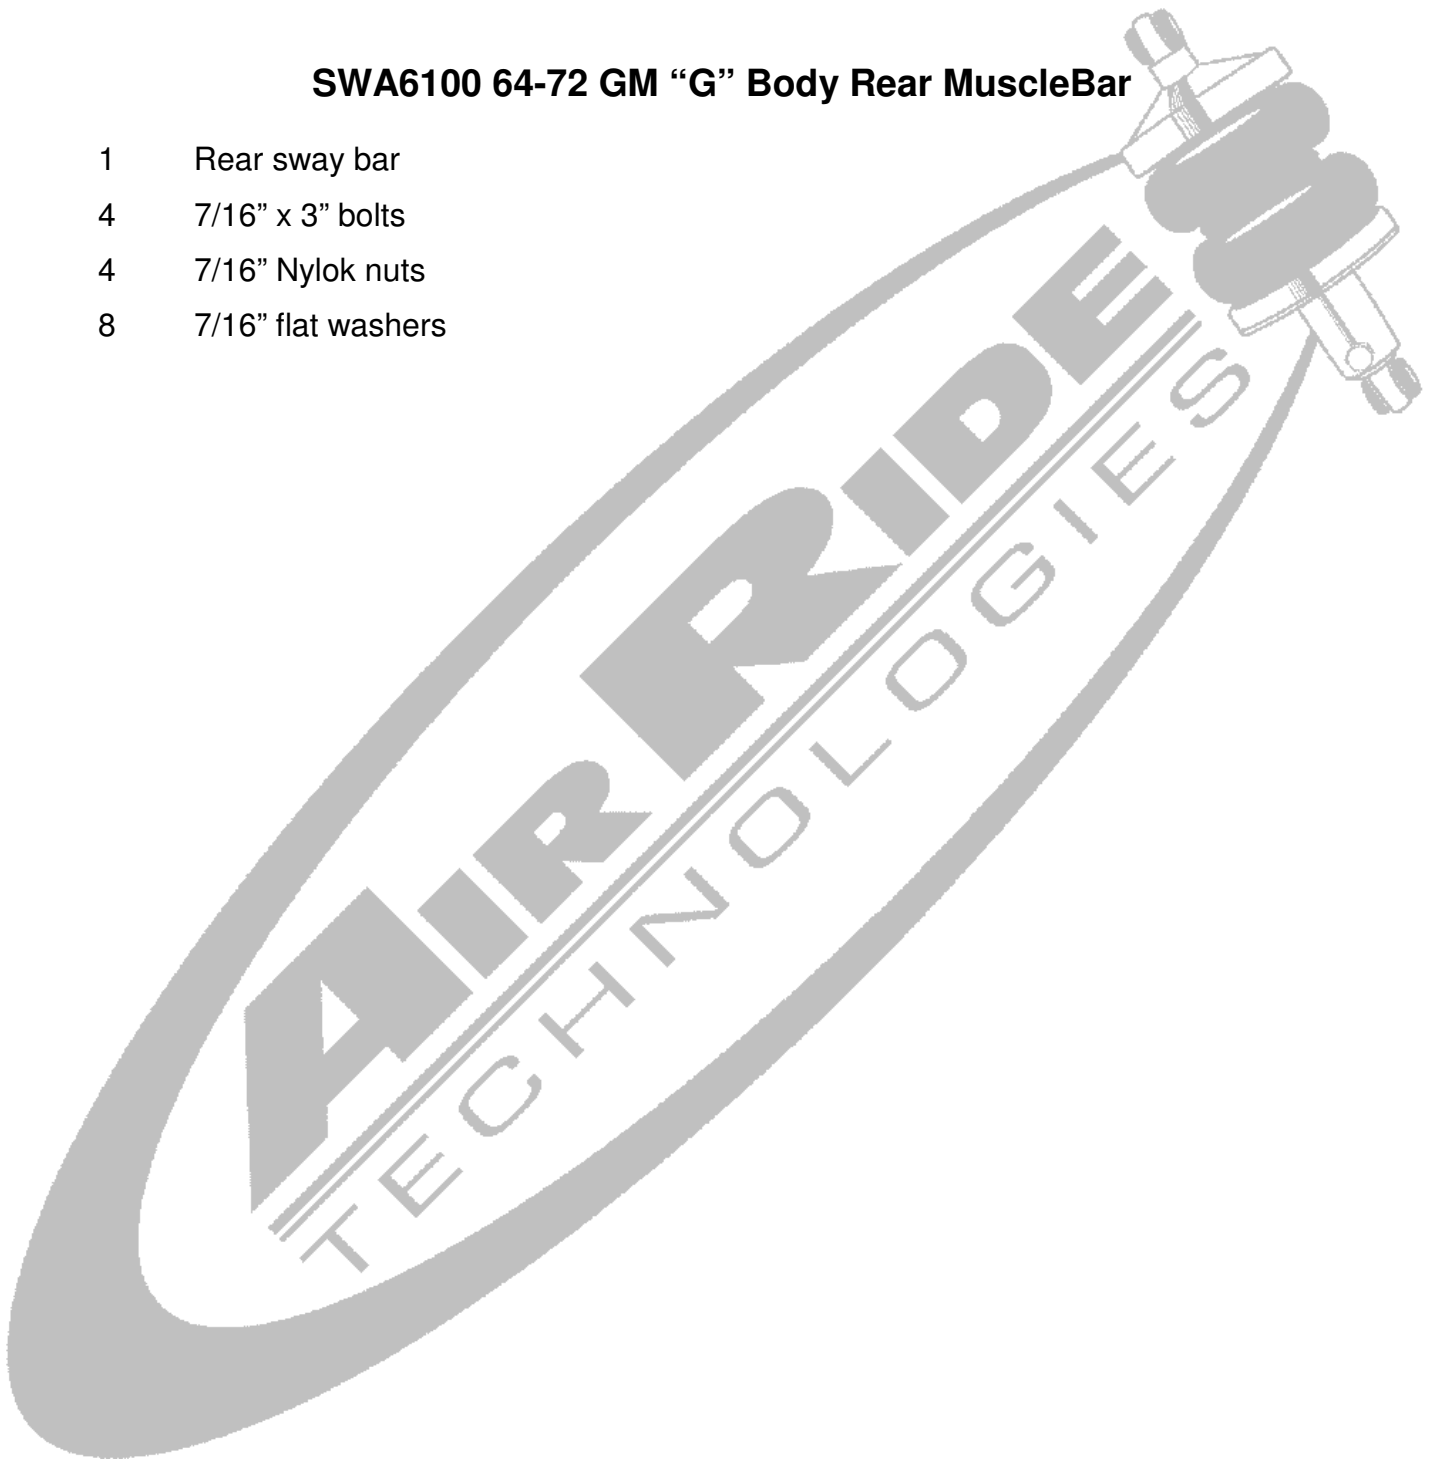 SWA6100 64-72 GM “G” Body Rear MuscleBar
1 Rear sway bar
4 7/16” x 3” bolts
4 7/16” Nylok nuts
8 7/16” flat washers
AIR RIDE
TECHNOLOGIES